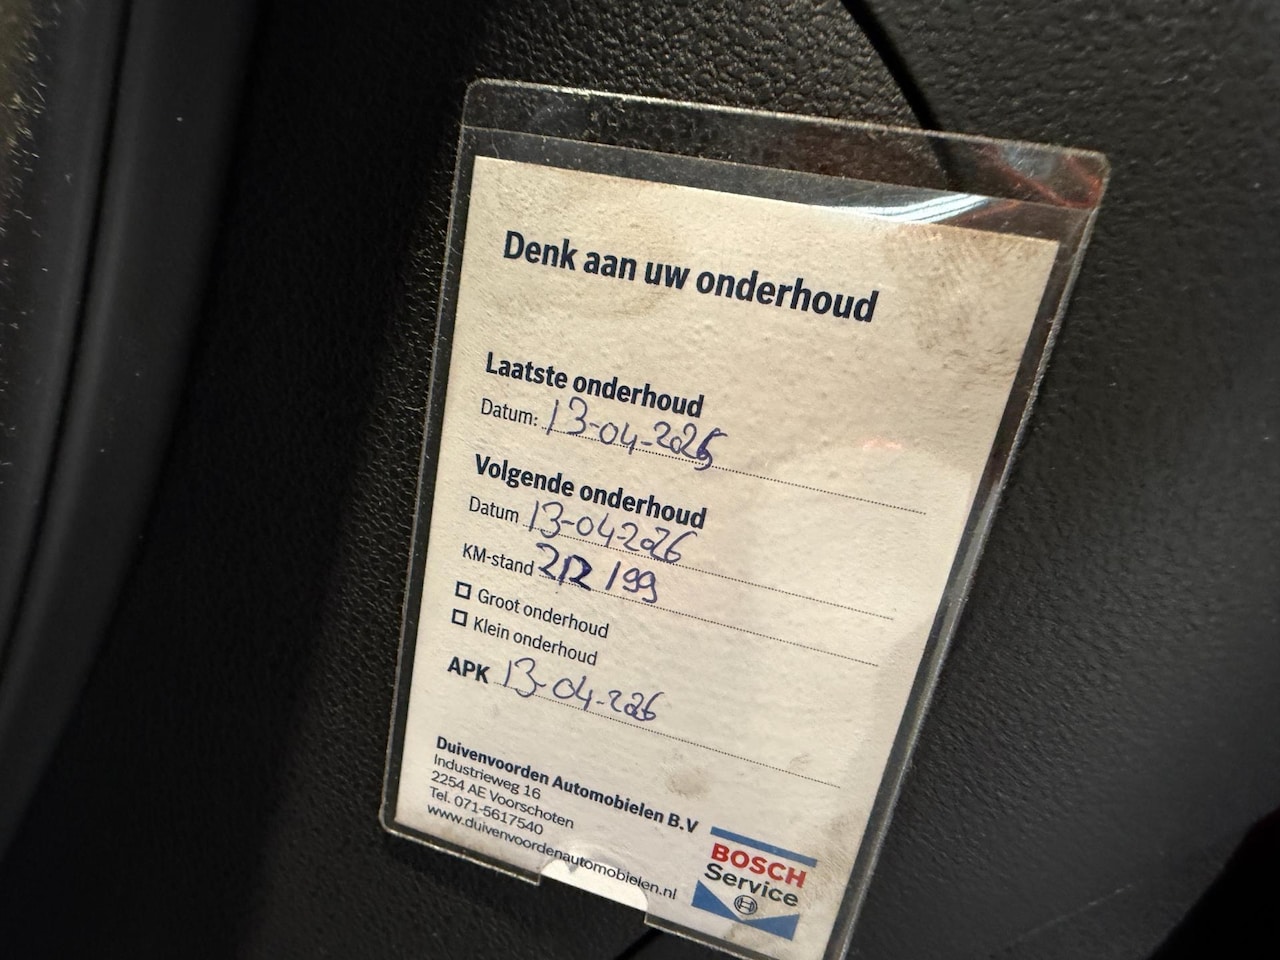 Denk aan uw onderhoud
Laatste onderhoud
Datum: 13-04-2025
Volgende onderhoud
Datum 13-04-2026
KM-stand 212199
Groot onderhoud
Klein onderhoud
APK 13-04-2026
Duivenvoorden Automobielen B.V
Industrieweg 16
2254 AE Voorschoten
Tel. 071-5617540
www.duivenvoordenautomobielen.nl
BOSCH
Service